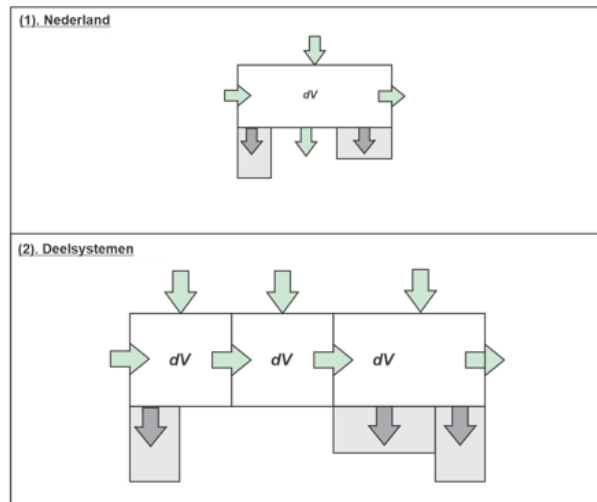 (1). Nederland
dV
(2). Deelsystemen
dV dV dV